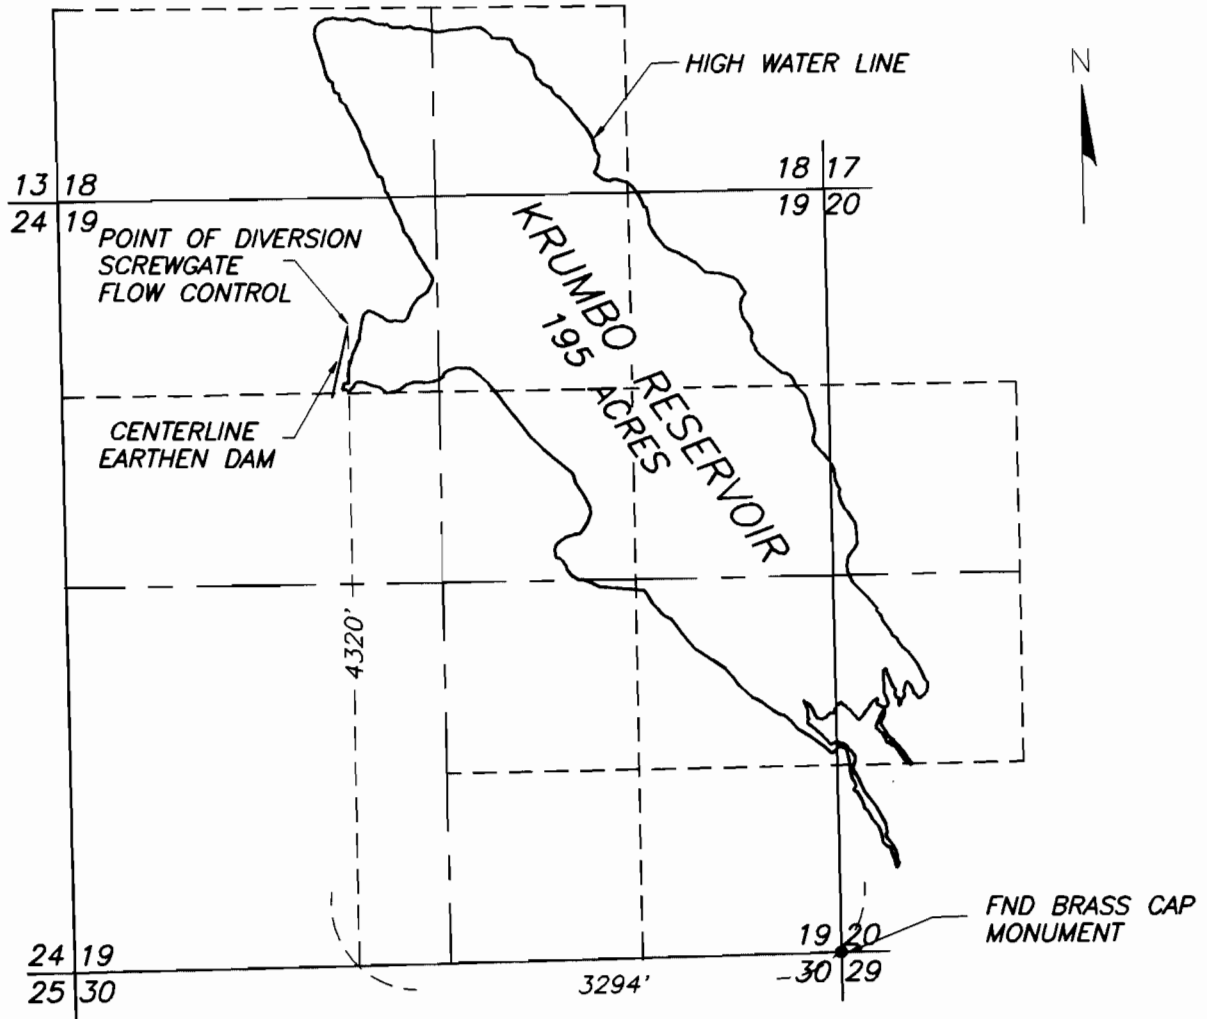 HIGH WATER LINE
N
13 18
24 19
18 17
19 20
POINT OF DIVERSION
SCREWGATE
FLOW CONTROL
KRUMBO RESERVOIR
195 ACRES
CENTERLINE
EARTHEN DAM
4320'
FND BRASS CAP
MONUMENT
24 19
25 30
19 20
30 29
3294'